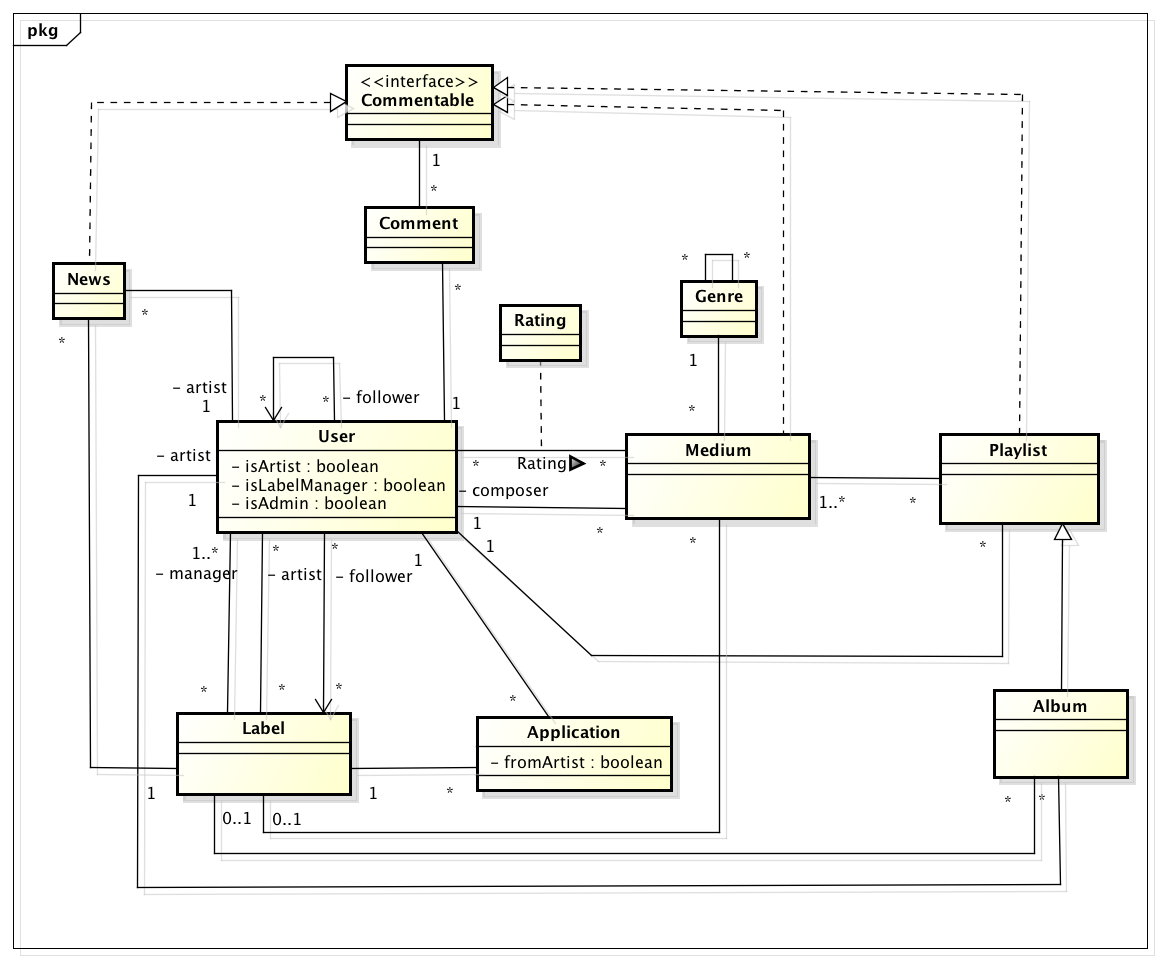 pkg
<<interface>>
Commentable
1
*
Comment
*
News
*
*
Genre
*
*
Rating
1
*
- artist
1
*
*
- follower
1
User
- isArtist : boolean
- isLabelManager : boolean
- isAdmin : boolean
- artist
1
*
Rating
*
- composer
1
*
Medium
1..*
*
Playlist
*
*
1
1
1..*
- manager
*
- artist
*
- follower
*
*
*
*
Label
1
1
*
Application
- fromArtist : boolean
Album
*
*
0..1
0..1